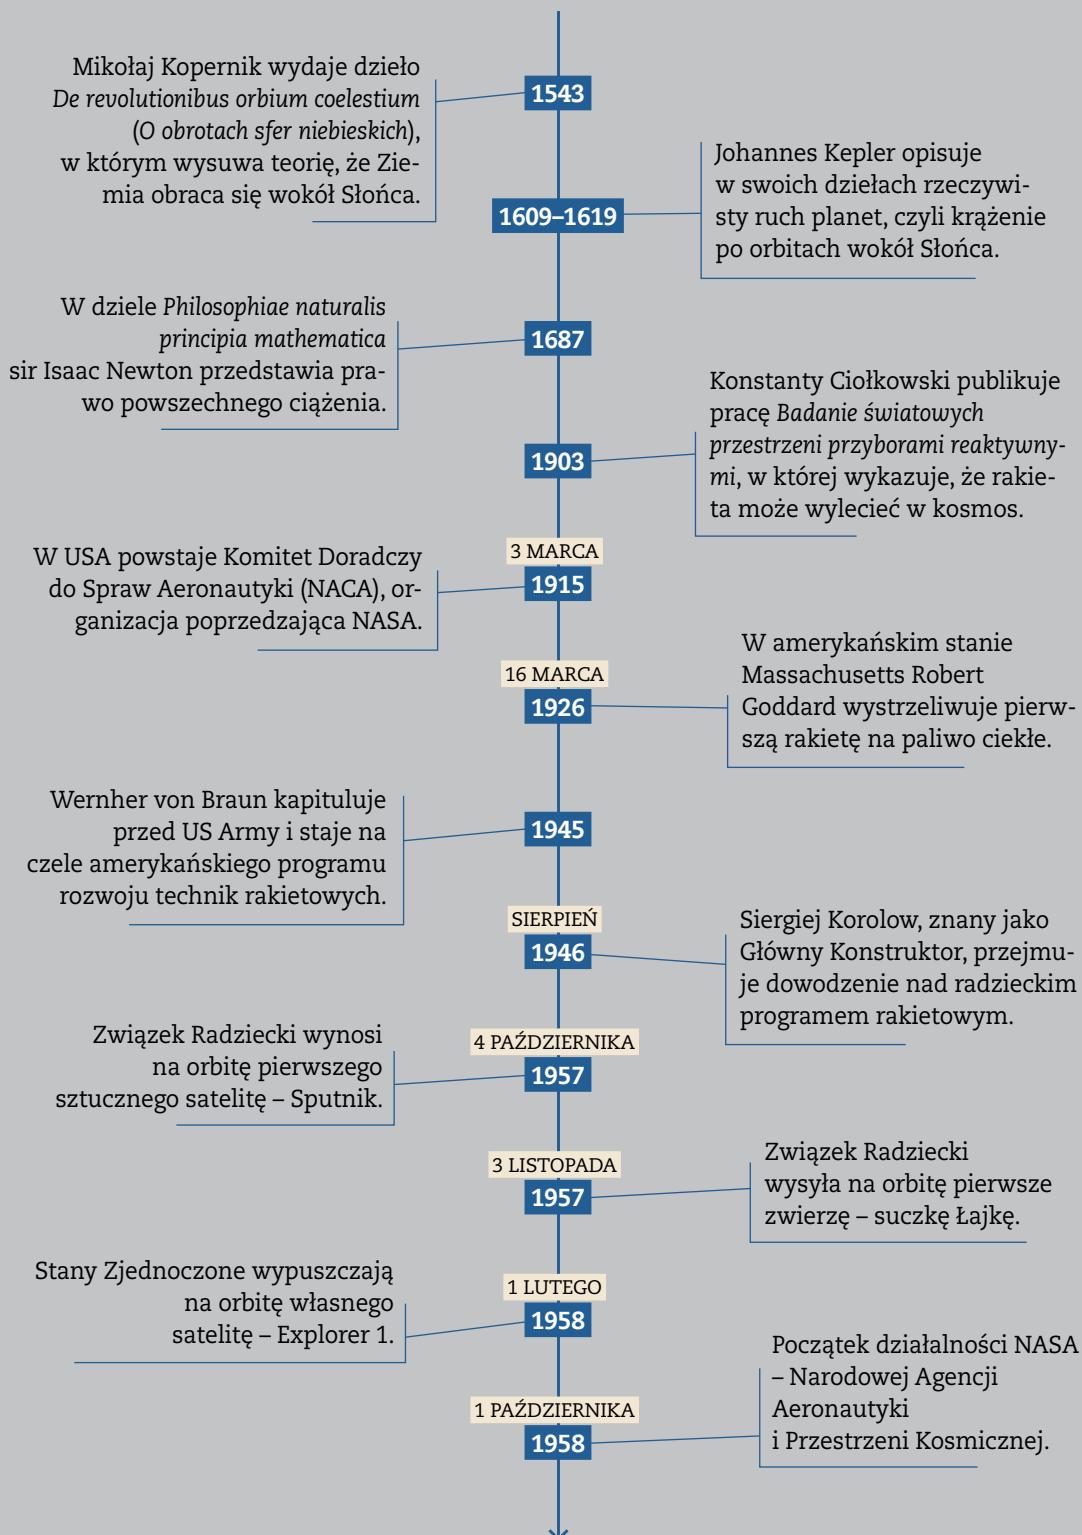 Mikołaj Kopernik wydaje dzieło
De revolutionibus orbium coelestium
(O obrotach sfer niebieskich),
w którym wysuwa teorię, że Zie-
mia obraca się wokół Słońca.
1543
Johannes Kepler opisuje
w swoich dziełach rzeczywi-
sty ruch planet, czyli krążenie
po orbitach wokół Słońca.
1609–1619
W dziele Philosophiae naturalis
principia mathematica
sir Isaac Newton przedstawia pra-
wo powszechnego ciążenia.
1687
Konstanty Ciołkowski publikuje
pracę Badanie światowych
przestrzeni przyborami reaktywny-
mi, w której wykazuje, że rakie-
ta może wylecieć w kosmos.
1903
W USA powstaje Komitet Doradczy
do Spraw Aeronautyki (NACA), or-
ganizacja poprzedzająca NASA.
3 MARCA
1915
W amerykańskim stanie
Massachusetts Robert
Goddard wystrzeliwuje pierw-
szą rakietę na paliwo ciekłe.
16 MARCA
1926
Wernher von Braun kapituluje
przed US Army i staje na
czele amerykańskiego programu
rozwoju technik rakietowych.
1945
Siergiej Korolow, znany jako
Główny Konstruktor, przejmu-
je dowodzenie nad radzieckim
programem rakietowym.
SIERPIEŃ
1946
Związek Radziecki wynosi
na orbitę pierwszego
sztucznego satelitę – Sputnik.
4 PAŹDZIERNIKA
1957
Związek Radziecki
wysyła na orbitę pierwsze
zwierzę – suczkę Łajkę.
3 LISTOPADA
1957
Stany Zjednoczone wypuszczają
na orbitę własnego
satelitę – Explorer 1.
1 LUTEGO
1958
Początek działalności NASA
– Narodowej Agencji
Aeronautyki
i Przestrzeni Kosmicznej.
1 PAŹDZIERNIKA
1958